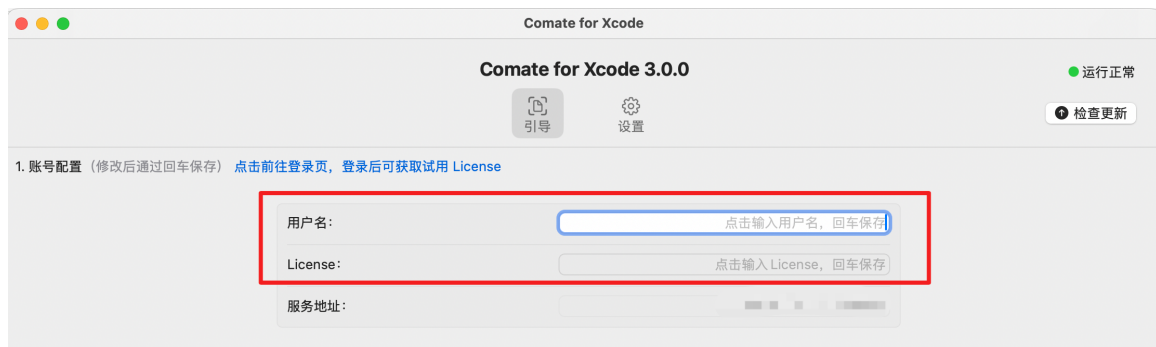 Comate for Xcode
Comate for Xcode 3.0.0
运行正常
引导
设置
检查更新
1. 账号配置（修改后通过回车保存） 点击前往登录页，登录后可获取试用 License
用户名： 点击输入用户名，回车保存
License： 点击输入 License，回车保存
服务地址：